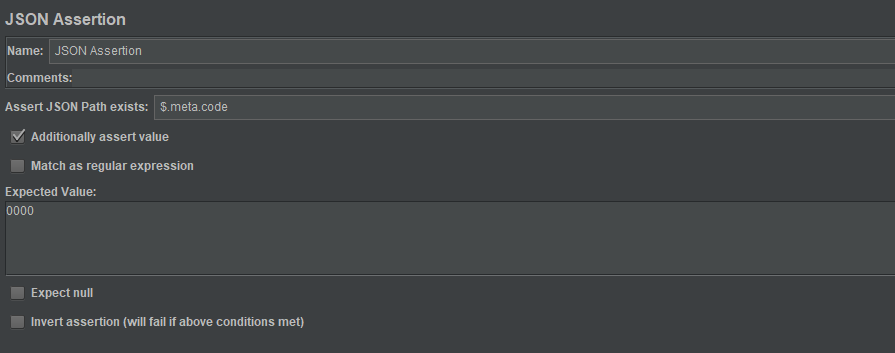 JSON Assertion
Name: JSON Assertion
Comments:
Assert JSON Path exists: $.meta.code
Additionally assert value
Match as regular expression
Expected Value:
0000
Expect null
Invert assertion (will fail if above conditions met)